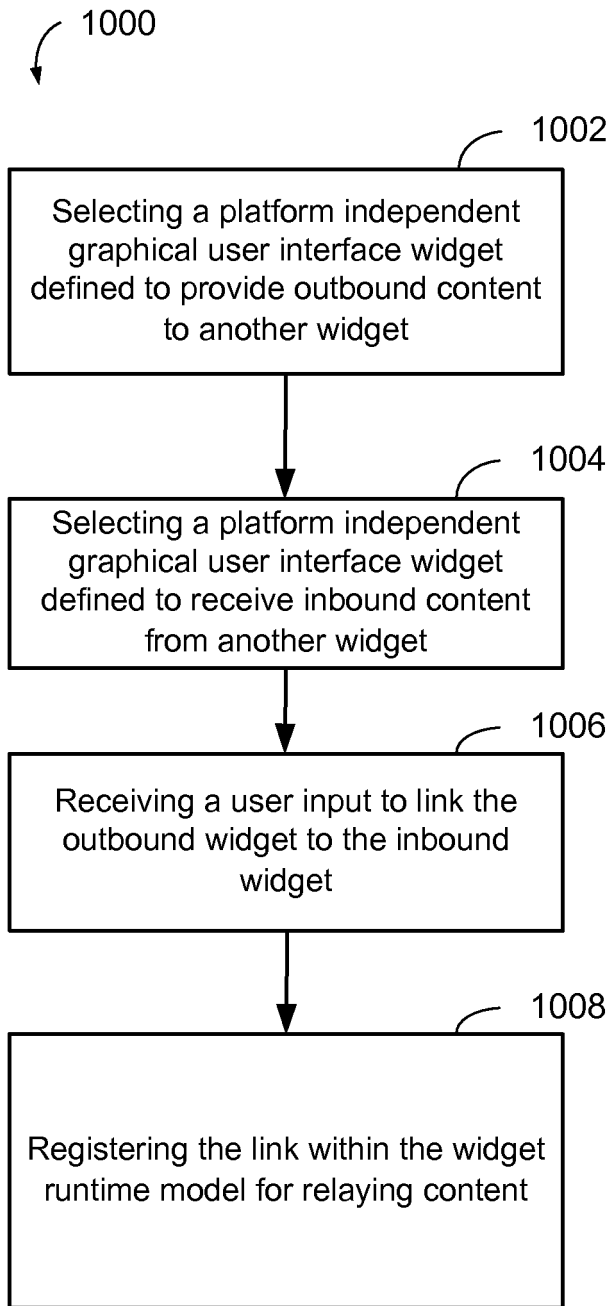 1000
1002
Selecting a platform independent
graphical user interface widget
defined to provide outbound content
to another widget
1004
Selecting a platform independent
graphical user interface widget
defined to receive inbound content
from another widget
1006
Receiving a user input to link the
outbound widget to the inbound
widget
1008
Registering the link within the widget
runtime model for relaying content